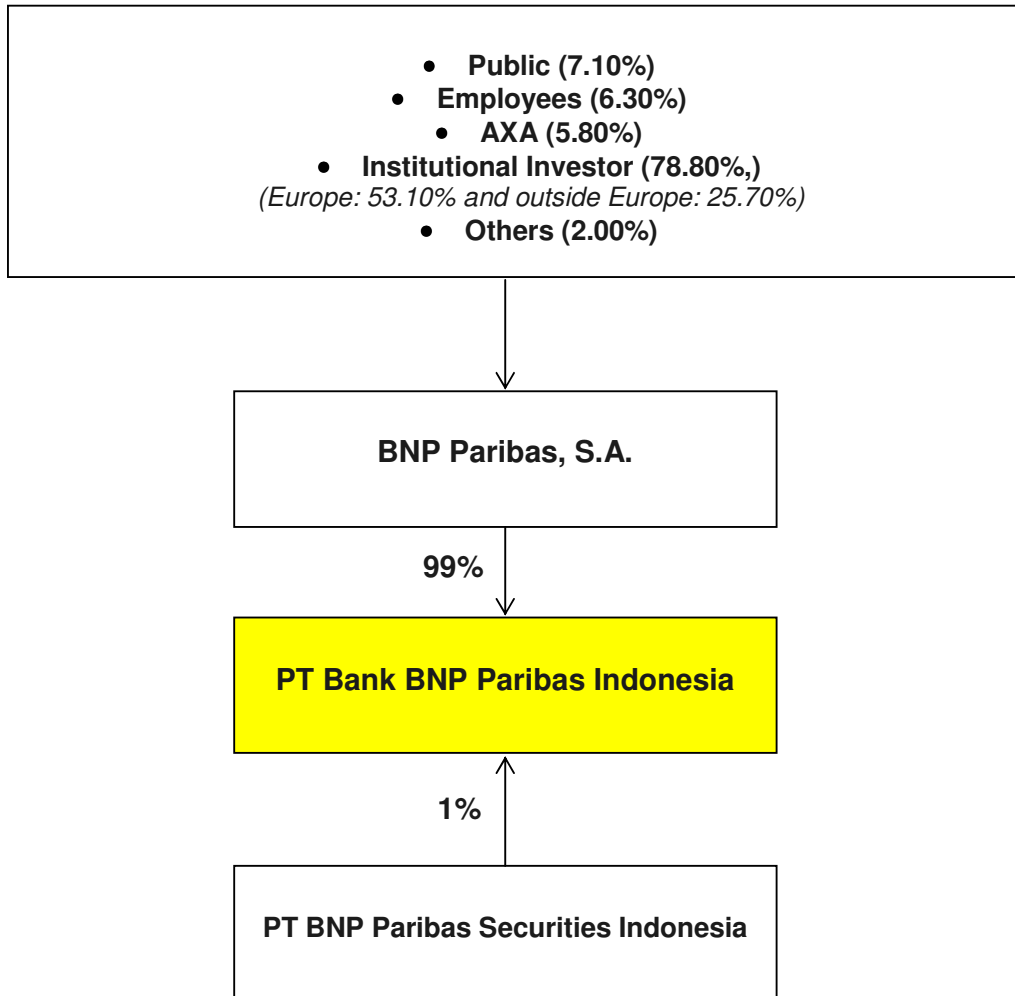 • Public (7.10%)
• Employees (6.30%)
• AXA (5.80%)
• Institutional Investor (78.80%,)
(Europe: 53.10% and outside Europe: 25.70%)
• Others (2.00%)
BNP Paribas, S.A.
99%
PT Bank BNP Paribas Indonesia
1%
PT BNP Paribas Securities Indonesia